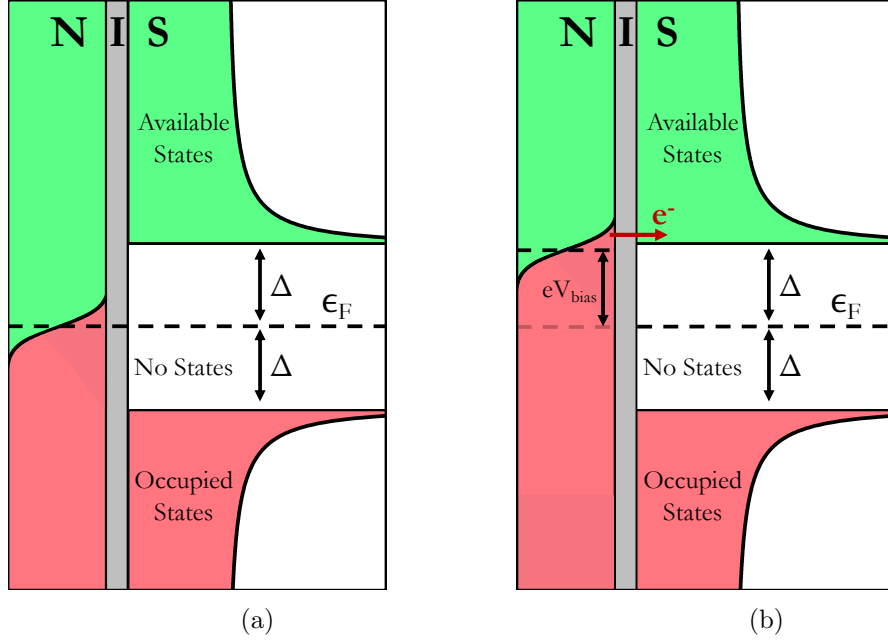 N I S
Available
States
Δ
ϵF
No States
Δ
Occupied
States
(a)
N I S
Available
States
e-
eVbias
Δ
ϵF
No States
Δ
Occupied
States
(b)